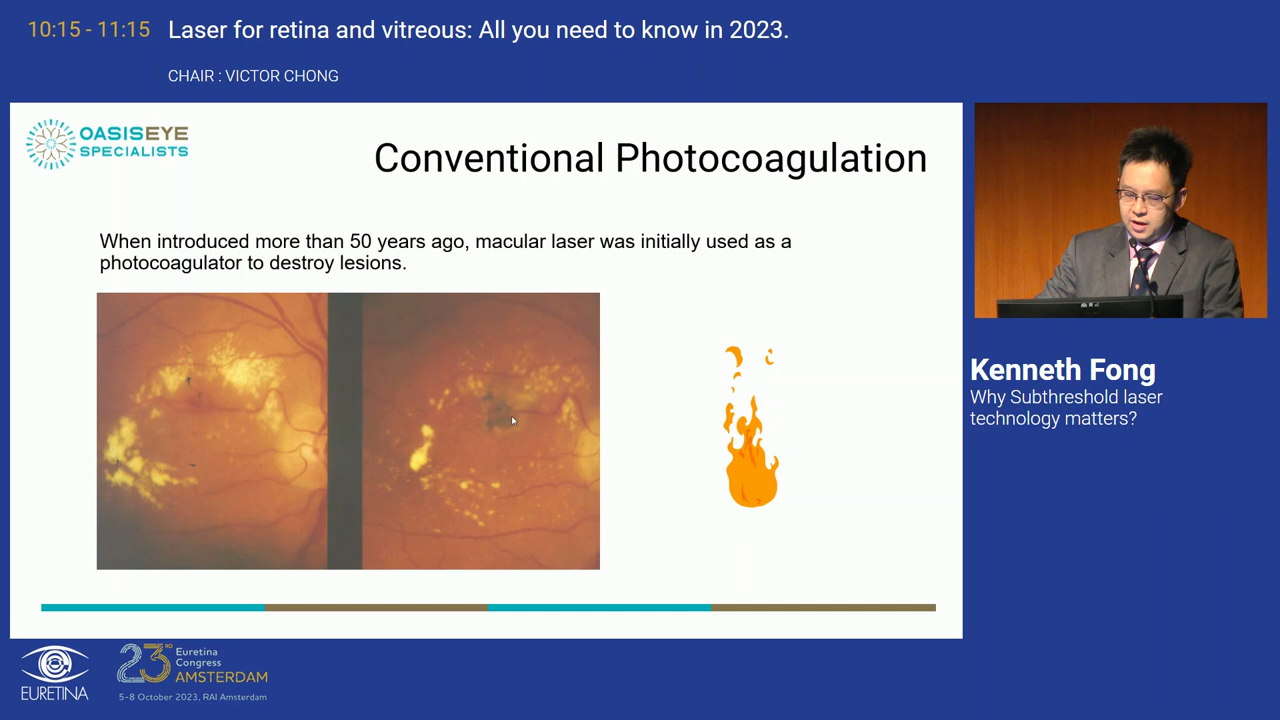 10:15 - 11:15 Laser for retina and vitreous: All you need to know in 2023.
CHAIR : VICTOR CHONG
OASISEYE
SPECIALISTS
Conventional Photocoagulation
When introduced more than 50 years ago, macular laser was initially used as a
photocoagulator to destroy lesions.
Kenneth Fong
Why Subthreshold laser
technology matters?
EURETINA
23RD
Euretina
Congress
AMSTERDAM
5-8 October 2023, RAI Amsterdam